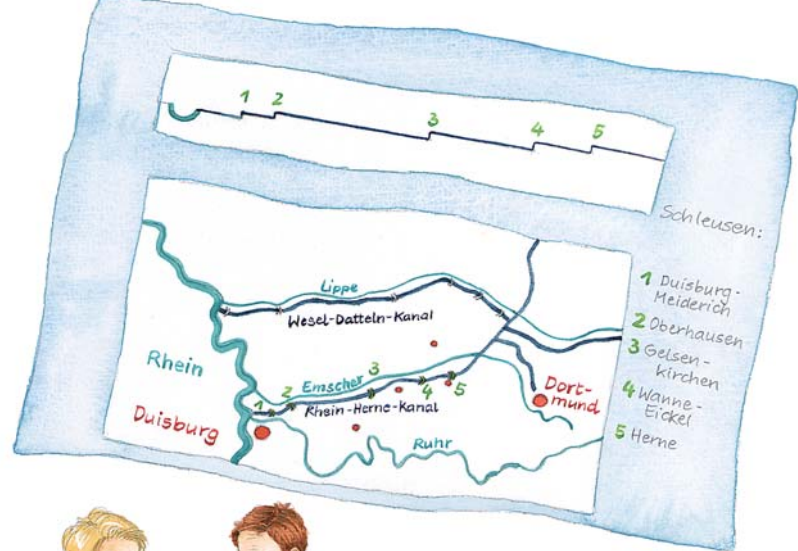 1 2 3 4 5
Schleusen:
1 Duisburg-
Meiderich
2 Oberhausen
3 Gelsen-
kirchen
4 Wanne-
Eickel
5 Herne
Lippe
Wesel-Datteln-Kanal
Rhein
Emscher
1 2 3 4 5
Rhein-Herne-Kanal
Dort-
mund
Duisburg
Ruhr